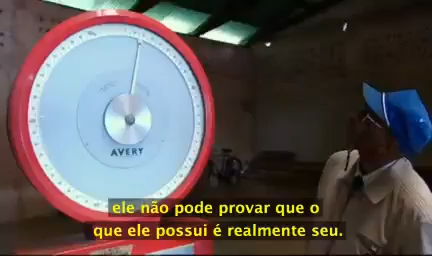 AVERY
ele não pode provar que o
que ele possui é realmente seu.